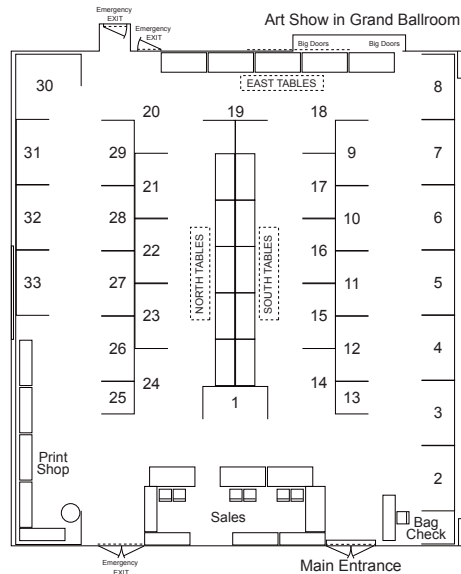 Emergency
EXIT
Emergency
EXIT
Art Show in Grand Ballroom
Big Doors
Big Doors
EAST TABLES
30
8
20
19
18
31
29
9
7
21
17
32
28
10
6
22
16
NORTH TABLES
SOUTH TABLES
33
27
11
5
23
15
26
12
4
24
14
25
1
13
3
Print
Shop
2
Sales
Bag
Check
Emergency
EXIT
Main Entrance